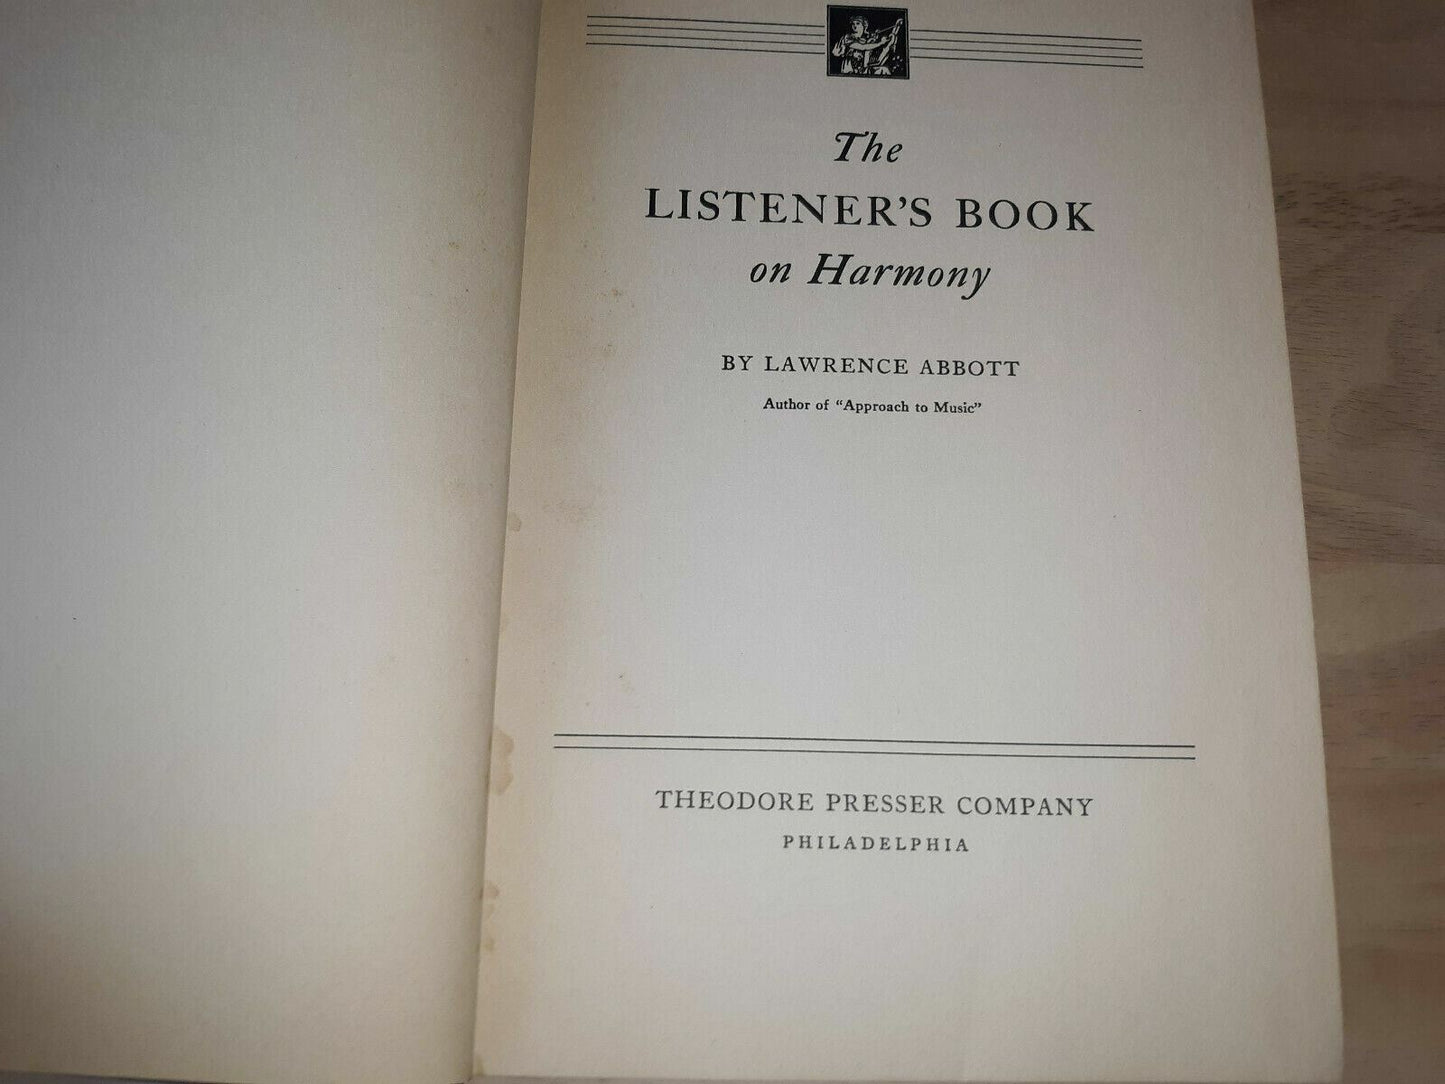 The
LISTENER'S BOOK
on Harmony
BY LAWRENCE ABBOTT
Author of "Approach to Music"
THEODORE PRESSER COMPANY
PHILADELPHIA